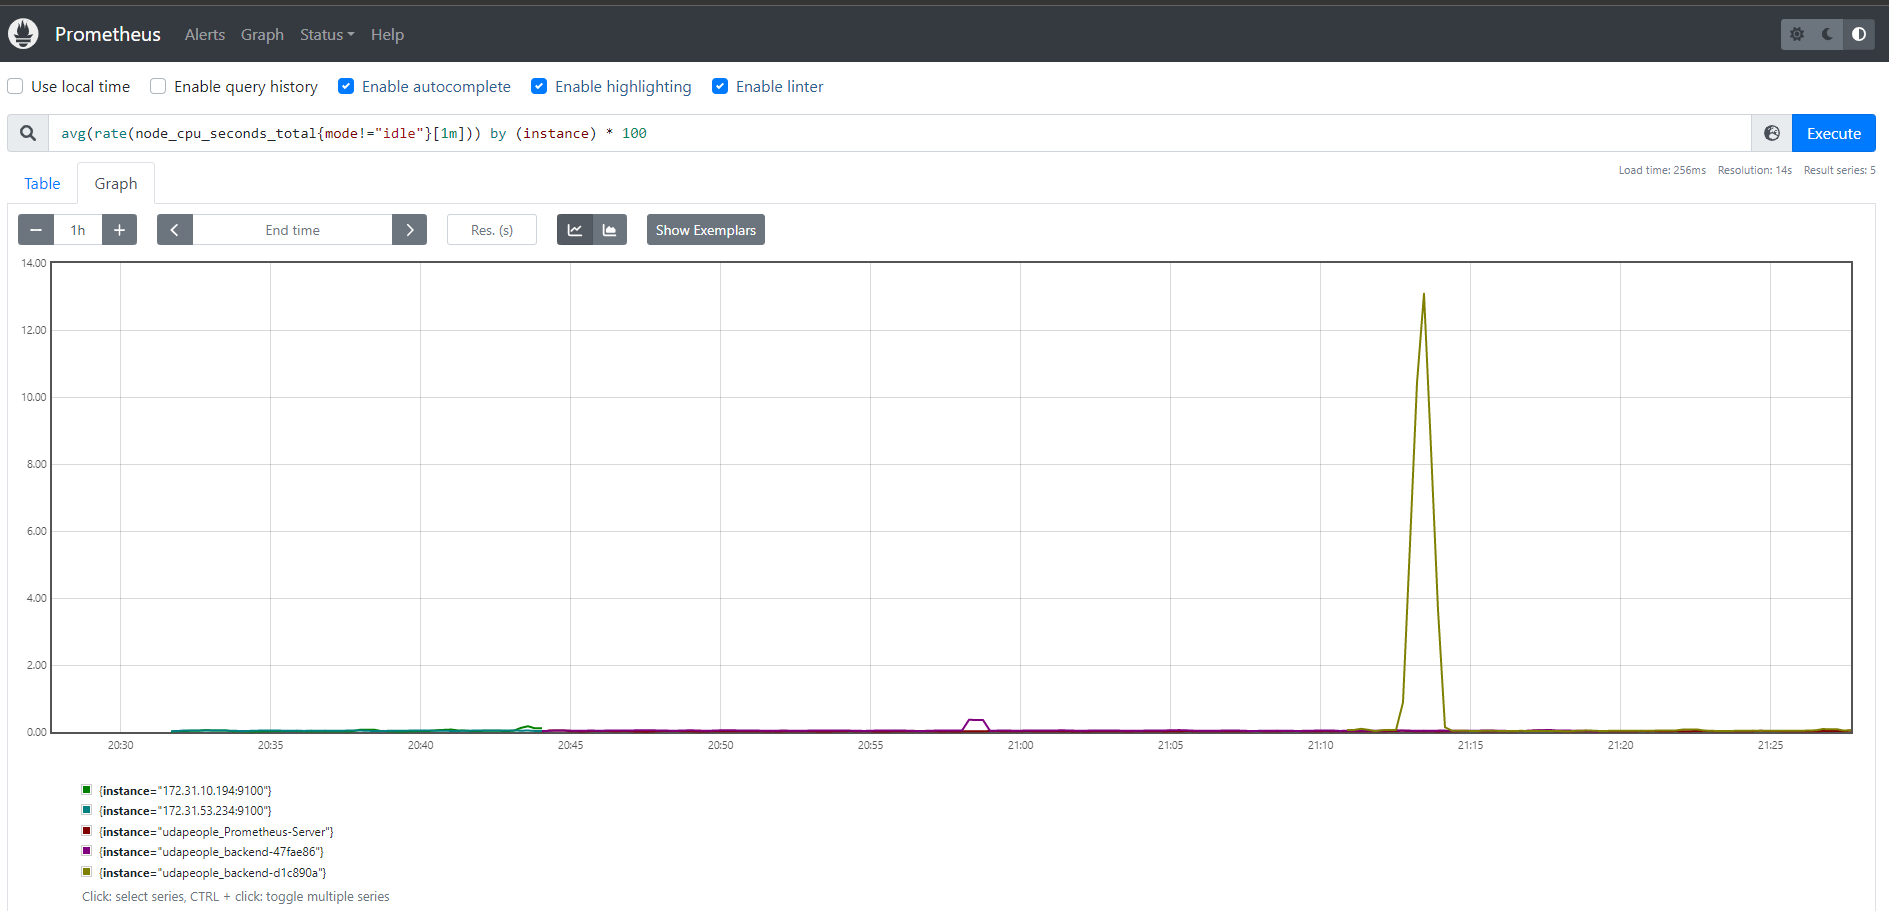 Prometheus Alerts Graph Status Help
Use local time Enable query history Enable autocomplete Enable highlighting Enable linter
avg(rate(node_cpu_seconds_total{mode!="idle"}[1m])) by (instance) * 100 Execute
Load time: 256ms Resolution: 14s Result series: 5
Table Graph
1h End time Res. (s) Show Exemplars
14.00
12.00
10.00
8.00
6.00
4.00
2.00
0.00
20:30 20:35 20:40 20:45 20:50 20:55 21:00 21:05 21:10 21:15 21:20 21:25
{instance="172.31.10.194:9100"}
{instance="172.31.53.234:9100"}
{instance="udapeople_Prometheus-Server"}
{instance="udapeople_backend-47fae86"}
{instance="udapeople_backend-d1c890a"}
Click: select series, CTRL + click: toggle multiple series